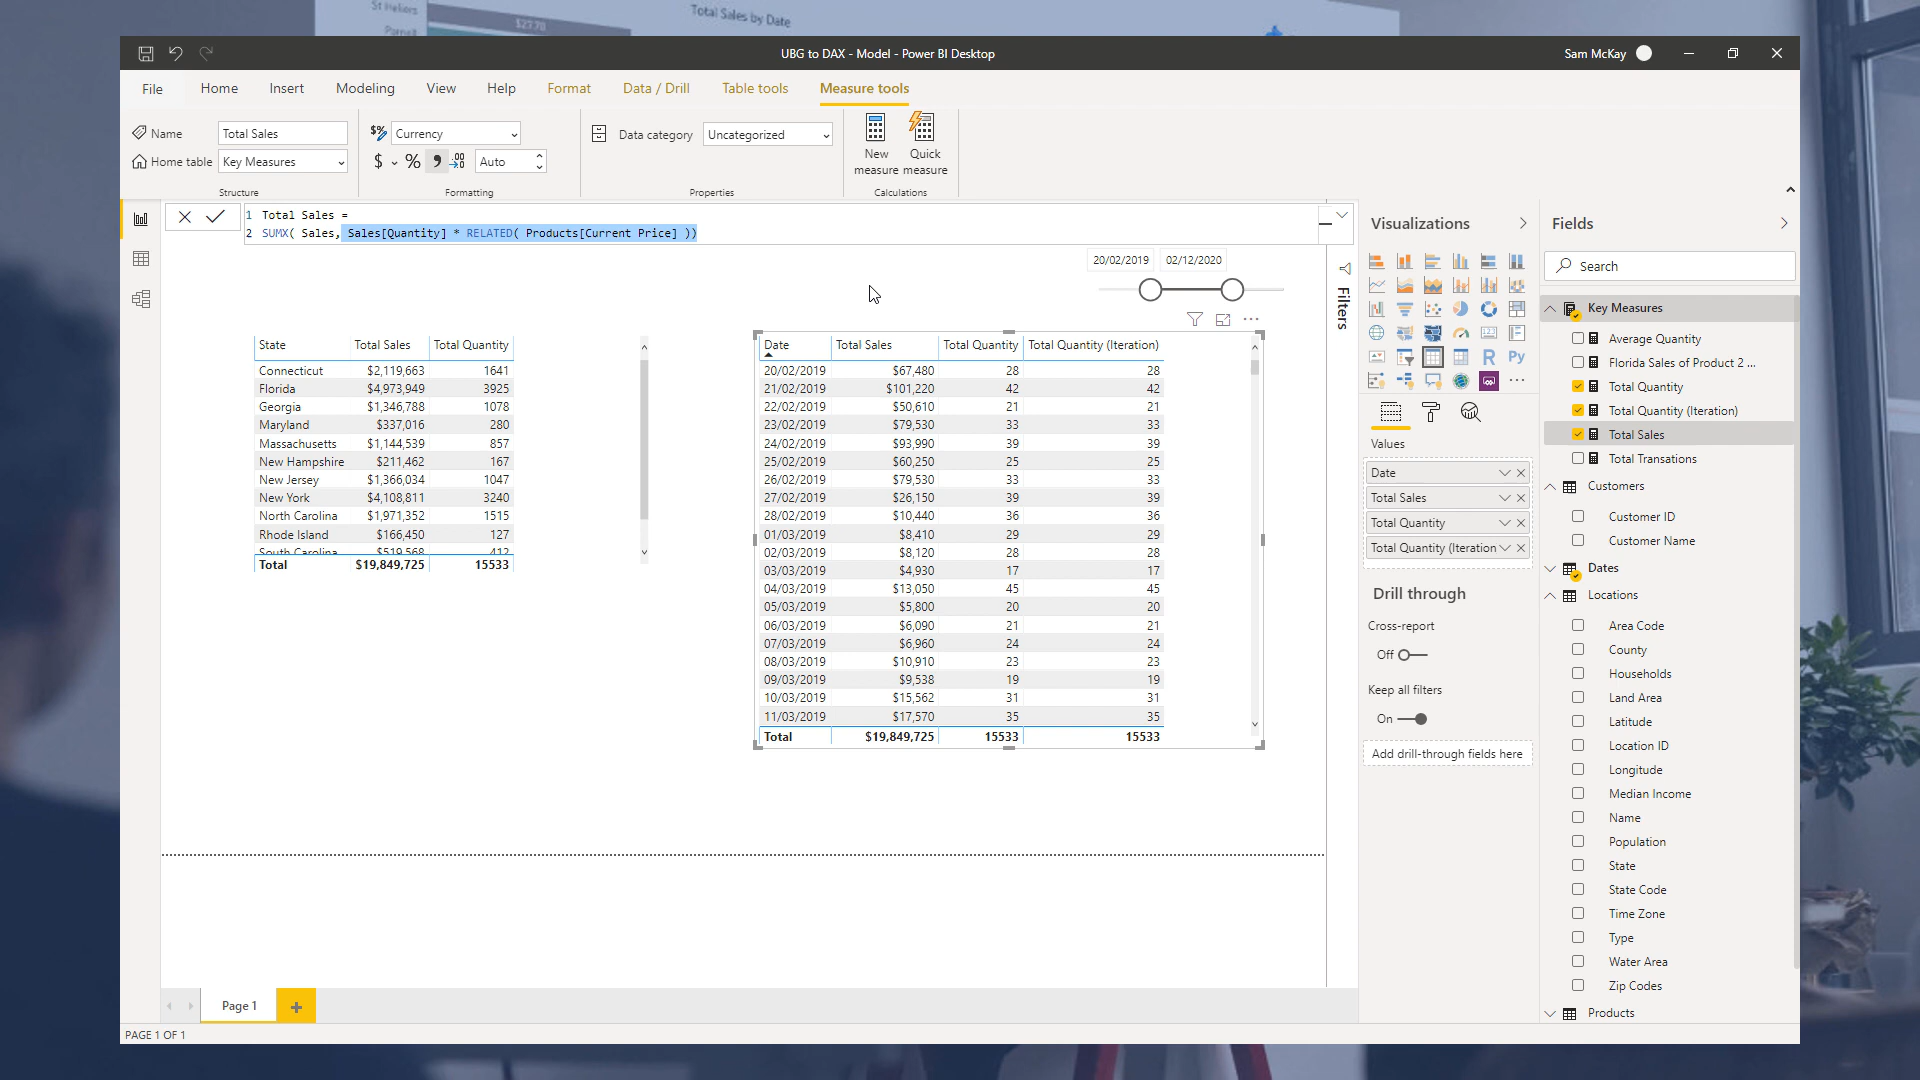 St Heliers
$27.70
Total Sales by Date
UBG to DAX - Model - Power BI Desktop
Sam McKay
File
Home
Insert
Modeling
View
Help
Format
Data / Drill
Table tools
Measure tools
Name
Total Sales
Home table
Key Measures
Structure
Currency
$ % Auto
Formatting
Data category
Uncategorized
Properties
New measure
Quick measure
Calculations
1 Total Sales =
2 SUMX( Sales, Sales[Quantity] * RELATED( Products[Current Price] ))
20/02/2019 02/12/2020
State Total Sales Total Quantity
Connecticut $2,119,663 1641
Florida $4,973,949 3925
Georgia $1,346,788 1078
Maryland $337,016 280
Massachusetts $1,144,539 857
New Hampshire $211,462 167
New Jersey $1,366,034 1047
New York $4,108,811 3240
North Carolina $1,971,352 1515
Rhode Island $166,450 127
South Carolina $519,568 412
Total $19,849,725 15533
Date Total Sales Total Quantity Total Quantity (Iteration)
20/02/2019 $67,480 28 28
21/02/2019 $101,220 42 42
22/02/2019 $50,610 21 21
23/02/2019 $79,530 33 33
24/02/2019 $93,990 39 39
25/02/2019 $60,250 25 25
26/02/2019 $79,530 33 33
27/02/2019 $26,150 39 39
28/02/2019 $10,440 36 36
01/03/2019 $8,410 29 29
02/03/2019 $8,120 28 28
03/03/2019 $4,930 17 17
04/03/2019 $13,050 45 45
05/03/2019 $5,800 20 20
06/03/2019 $6,090 21 21
07/03/2019 $6,960 24 24
08/03/2019 $10,910 23 23
09/03/2019 $9,538 19 19
10/03/2019 $15,562 31 31
11/03/2019 $17,570 35 35
Total $19,849,725 15533 15533
Filters
Visualizations
R
Py
Values
Date
Total Sales
Total Quantity
Total Quantity (Iteration
Drill through
Cross-report
Off
Keep all filters
On
Add drill-through fields here
Fields
Search
Key Measures
Average Quantity
Florida Sales of Product 2 ...
Total Quantity
Total Quantity (Iteration)
Total Sales
Total Transations
Customers
Customer ID
Customer Name
Dates
Locations
Area Code
County
Households
Land Area
Latitude
Location ID
Longitude
Median Income
Name
Population
State
State Code
Time Zone
Type
Water Area
Zip Codes
Products
Page 1
PAGE 1 OF 1